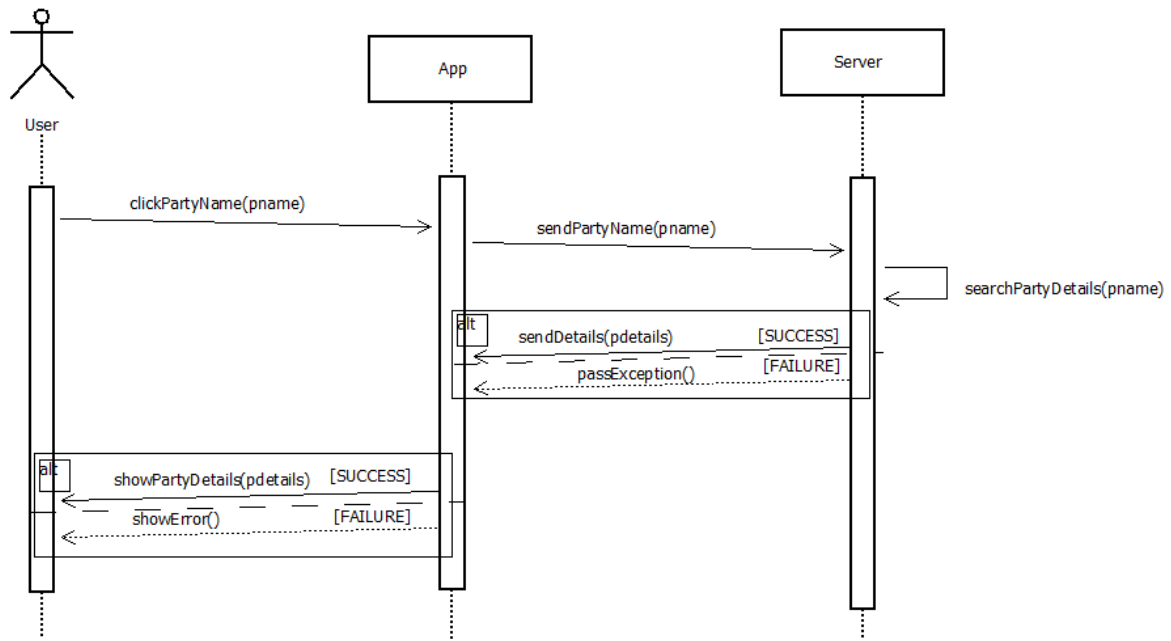 User
App
Server
clickPartyName(pname)
sendPartyName(pname)
searchPartyDetails(pname)
alt
sendDetails(pdetails)
[SUCCESS]
passException()
[FAILURE]
alt
showPartyDetails(pdetails)
[SUCCESS]
showError()
[FAILURE]